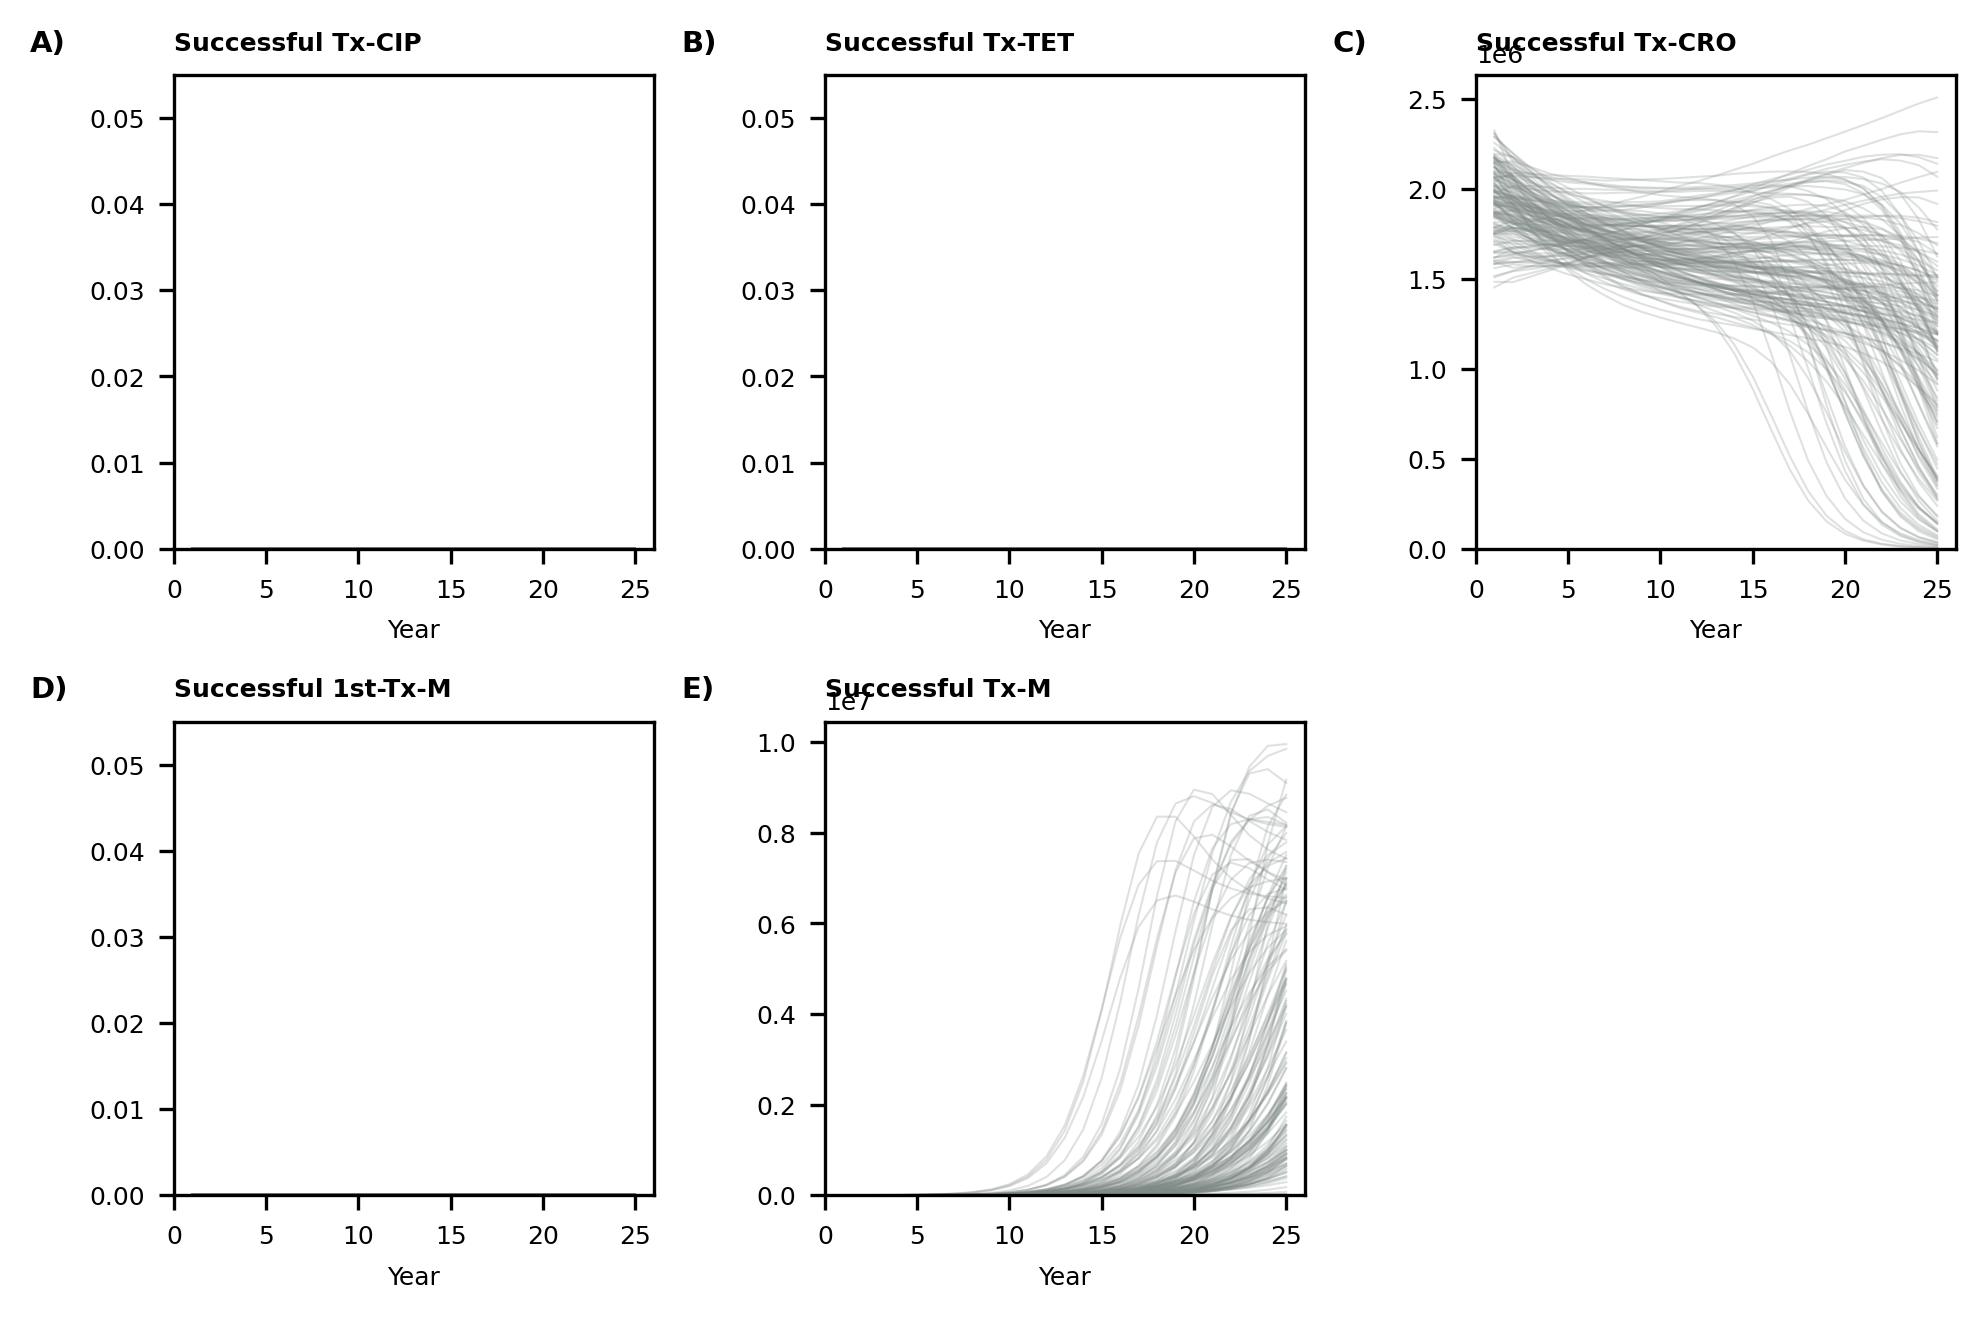 A)
Successful Tx-CIP
0.05
0.04
0.03
0.02
0.01
0.00
0 5 10 15 20 25
Year
B)
Successful Tx-TET
0.05
0.04
0.03
0.02
0.01
0.00
0 5 10 15 20 25
Year
C)
Successful Tx-CRO
1e6
2.5
2.0
1.5
1.0
0.5
0.0
0 5 10 15 20 25
Year
D)
Successful 1st-Tx-M
0.05
0.04
0.03
0.02
0.01
0.00
0 5 10 15 20 25
Year
E)
Successful Tx-M
1e7
1.0
0.8
0.6
0.4
0.2
0.0
0 5 10 15 20 25
Year